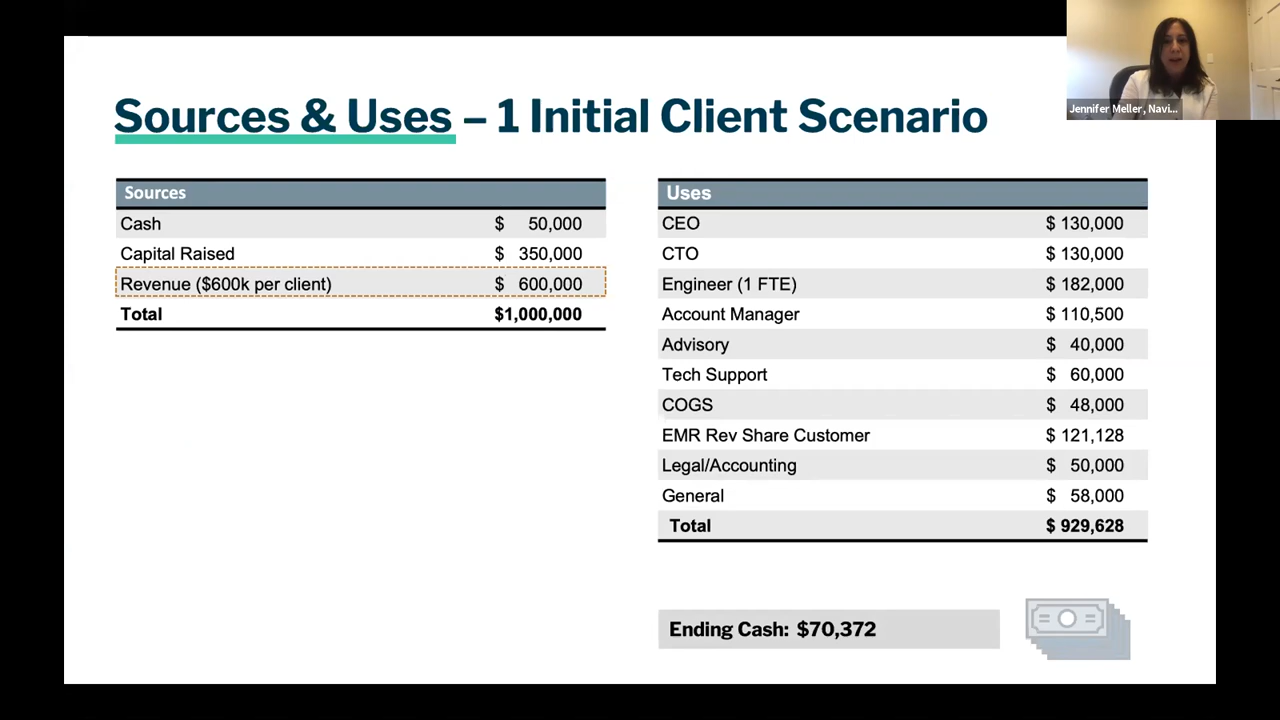 Jennifer Meller, Navi...
Sources & Uses – 1 Initial Client Scenario
Sources
Cash $ 50,000
Capital Raised $ 350,000
Revenue ($600k per client) $ 600,000
Total $1,000,000
Uses
CEO $ 130,000
CTO $ 130,000
Engineer (1 FTE) $ 182,000
Account Manager $ 110,500
Advisory $ 40,000
Tech Support $ 60,000
COGS $ 48,000
EMR Rev Share Customer $ 121,128
Legal/Accounting $ 50,000
General $ 58,000
Total $ 929,628
Ending Cash: $70,372